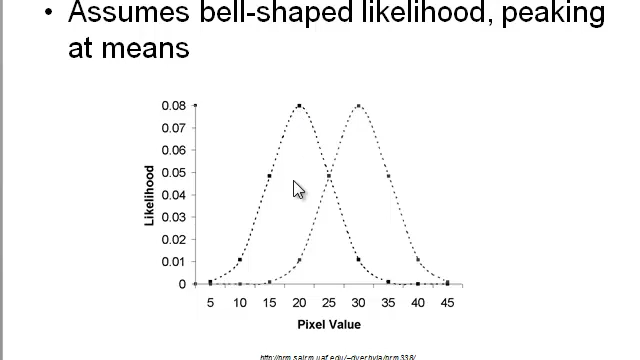 • Assumes bell-shaped likelihood, peaking
at means
0.08
0.07
0.06
0.05
0.04
0.03
0.02
0.01
0
Likelihood
5 10 15 20 25 30 35 40 45
Pixel Value